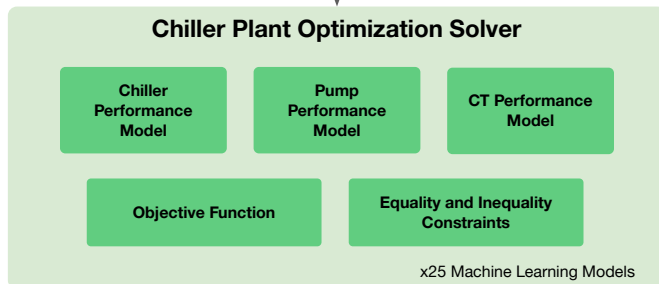 Chiller Plant Optimization Solver
Chiller
Performance
Model
Pump
Performance
Model
CT Performance
Model
Objective Function
Equality and Inequality
Constraints
x25 Machine Learning Models